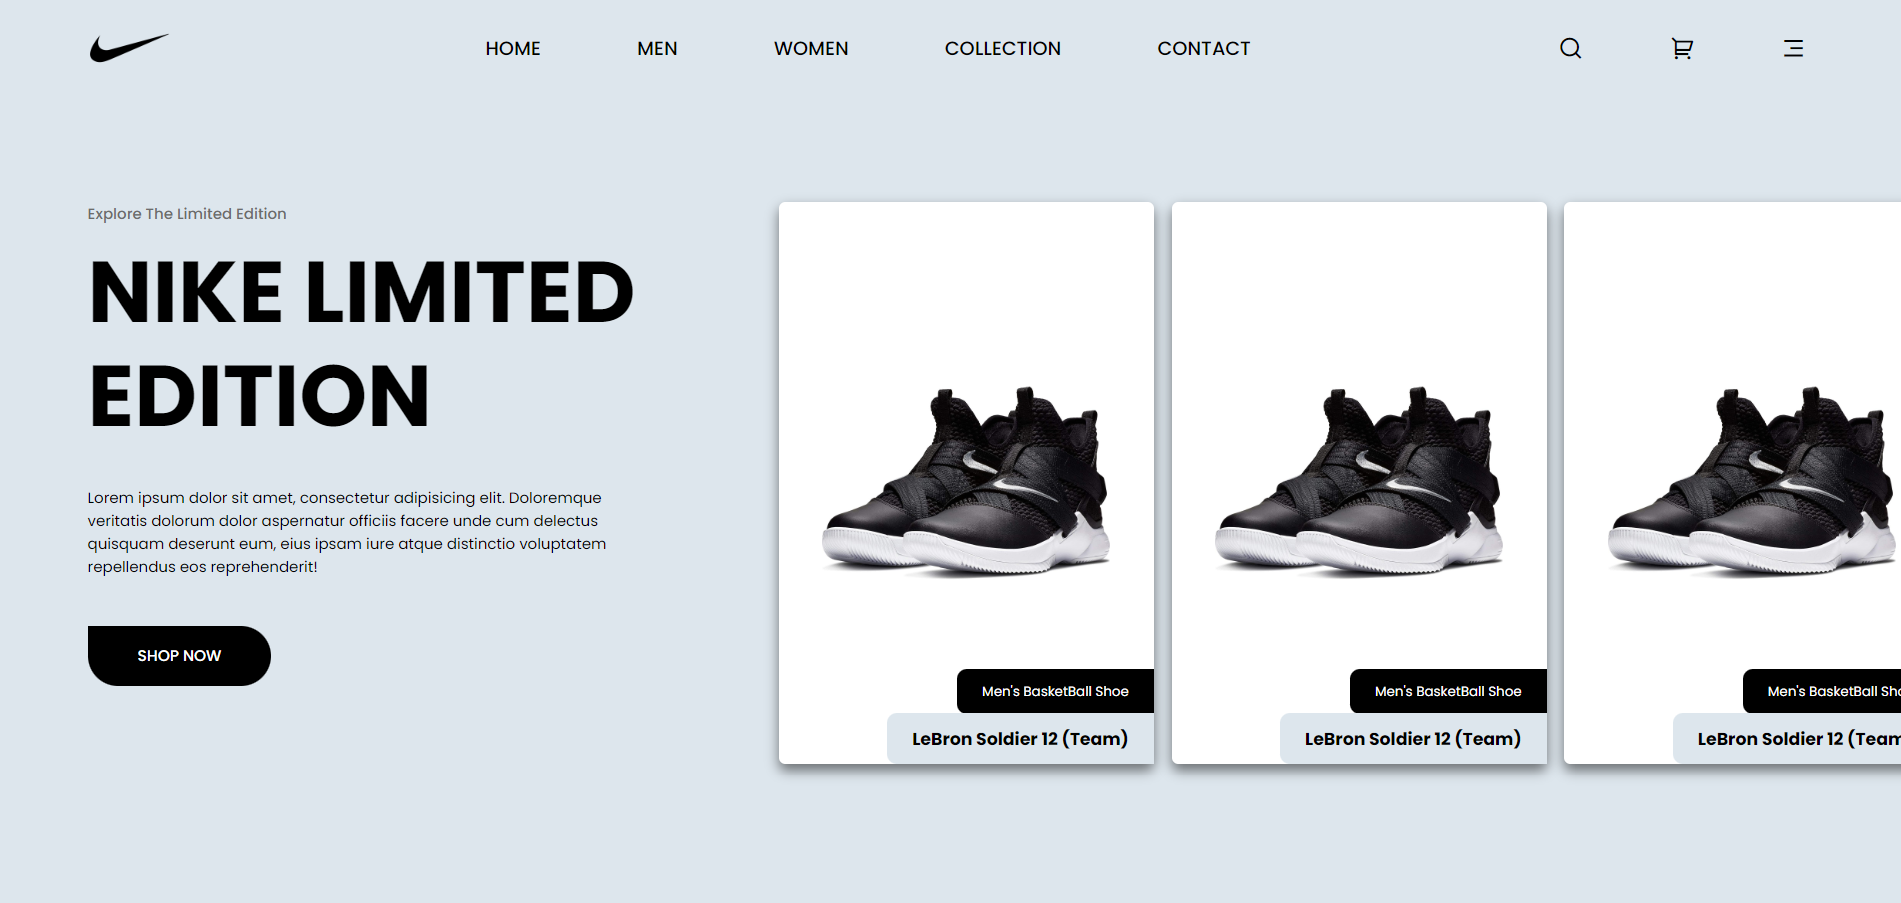 HOME MEN WOMEN COLLECTION CONTACT
Explore The Limited Edition
NIKE LIMITED
EDITION
Lorem ipsum dolor sit amet, consectetur adipisicing elit. Doloremque
veritatis dolorum dolor aspernatur officiis facere unde cum delectus
quisquam deserunt eum, eius ipsam iure atque distinctio voluptatem
repellendus eos reprehenderit!
SHOP NOW
Men's BasketBall Shoe
LeBron Soldier 12 (Team)
Men's BasketBall Shoe
LeBron Soldier 12 (Team)
Men's BasketBall Sho
LeBron Soldier 12 (Team